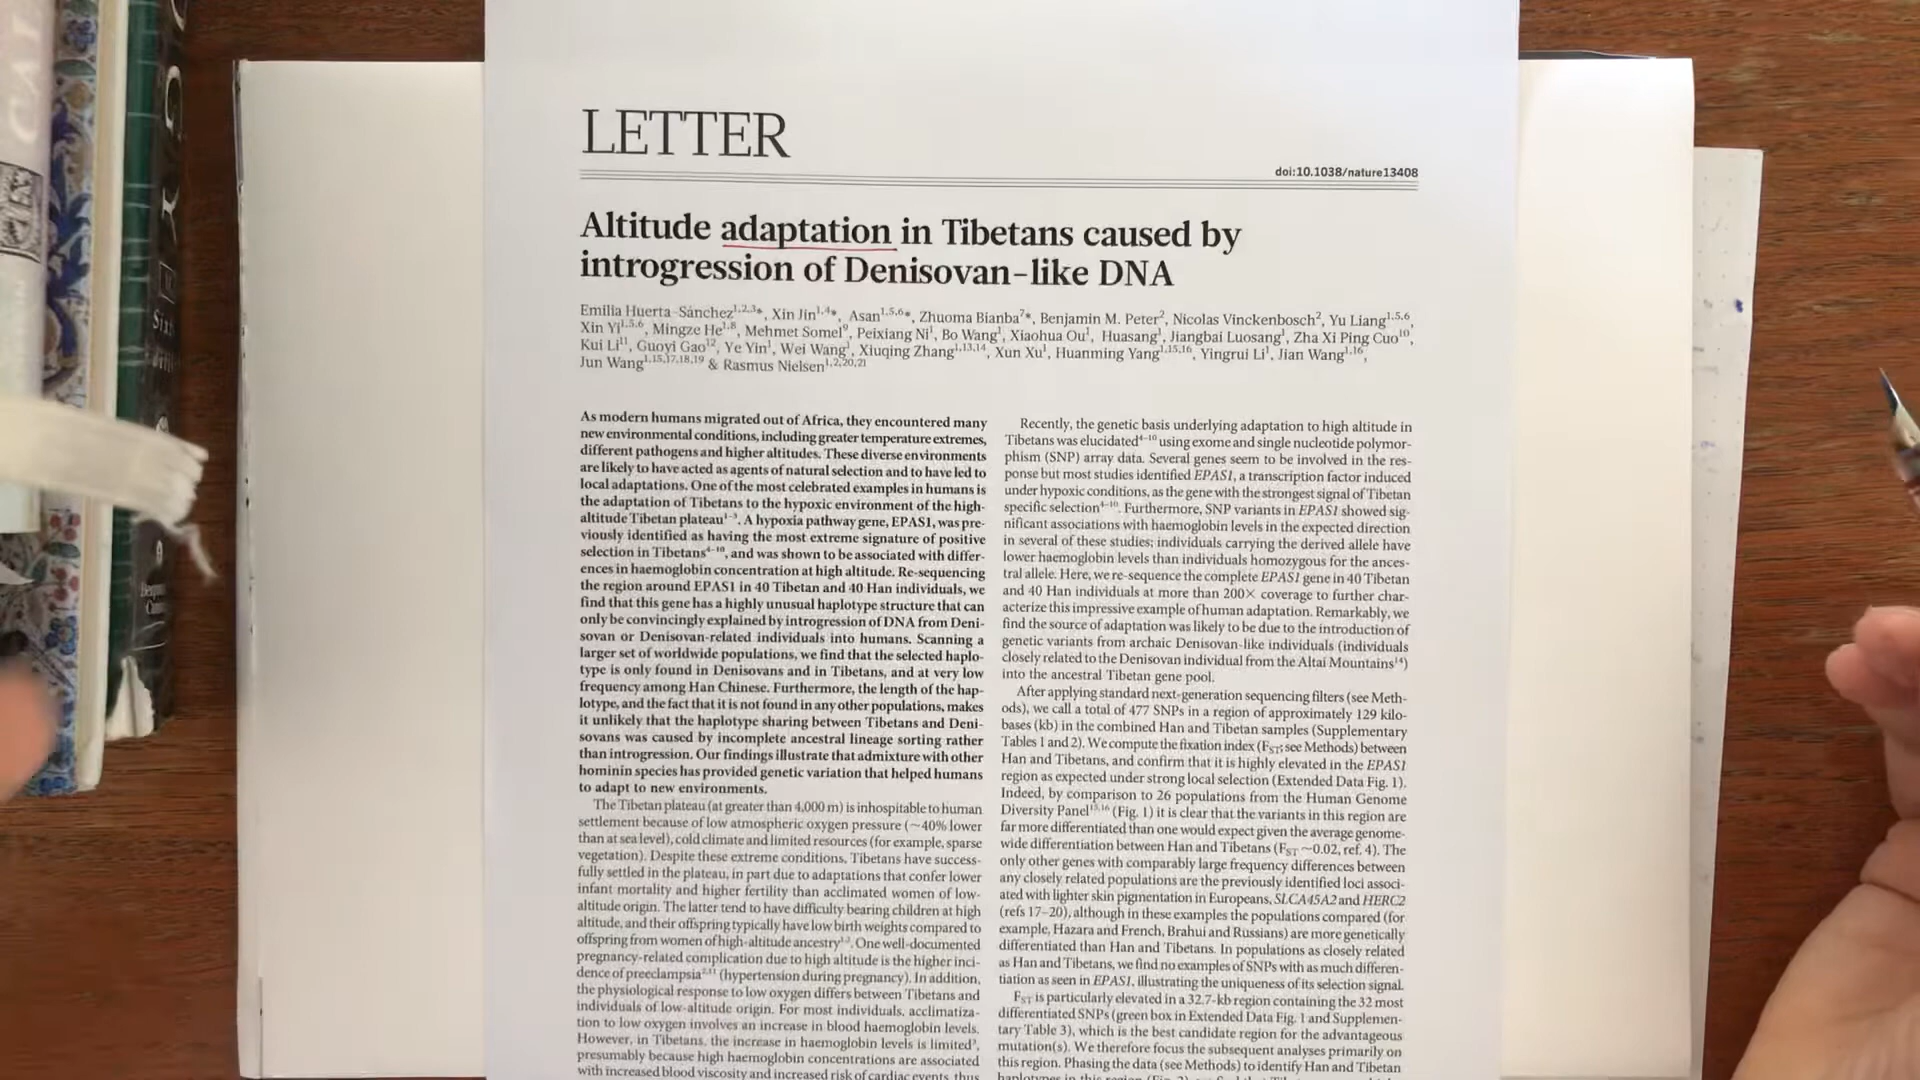 LETTER
doi:10.1038/nature13408
Altitude adaptation in Tibetans caused by
introgression of Denisovan-like DNA
Emilia Huerta-Sánchez1,2,3*, Xin Jin1,4*, Asan1,5,6*, Zhuoma Bianba7*, Benjamin M. Peter2, Nicolas Vinckenbosch2, Yu Liang1,5,6,
Xin Yi1,5,6, Mingze He1,8, Mehmet Somel9, Peixiang Ni1, Bo Wang1, Xiaohua Ou1, Huasang1, Jiangbai Luosang1, Zha Xi Ping Cuo10,
Kui Li11, Guoyi Gao12, Ye Yin1, Wei Wang1, Xiuqing Zhang1,13,14, Xun Xu1, Huanming Yang1,15,16, Yingrui Li1, Jian Wang1,16,
Jun Wang1,15,17,18,19 & Rasmus Nielsen1,2,20,21
As modern humans migrated out of Africa, they encountered many
new environmental conditions, including greater temperature extremes,
different pathogens and higher altitudes. These diverse environments
are likely to have acted as agents of natural selection and to have led to
local adaptations. One of the most celebrated examples in humans is
the adaptation of Tibetans to the hypoxic environment of the high-
altitude Tibetan plateau1-3. A hypoxia pathway gene, EPAS1, was pre-
viously identified as having the most extreme signature of positive
selection in Tibetans4-10, and was shown to be associated with differ-
ences in haemoglobin concentration at high altitude. Re-sequencing
the region around EPAS1 in 40 Tibetan and 40 Han individuals, we
find that this gene has a highly unusual haplotype structure that can
only be convincingly explained by introgression of DNA from Deni-
sovan or Denisovan-related individuals into humans. Scanning a
larger set of worldwide populations, we find that the selected haplo-
type is only found in Denisovans and in Tibetans, and at very low
frequency among Han Chinese. Furthermore, the length of the hap-
lotype, and the fact that it is not found in any other populations, makes
it unlikely that the haplotype sharing between Tibetans and Deni-
sovans was caused by incomplete ancestral lineage sorting rather
than introgression. Our findings illustrate that admixture with other
hominin species has provided genetic variation that helped humans
to adapt to new environments.
The Tibetan plateau (at greater than 4,000 m) is inhospitable to human
settlement because of low atmospheric oxygen pressure (~40% lower
than at sea level), cold climate and limited resources (for example, sparse
vegetation). Despite these extreme conditions, Tibetans have success-
fully settled in the plateau, in part due to adaptations that confer lower
infant mortality and higher fertility than acclimated women of low-
altitude origin. The latter tend to have difficulty bearing children at high
altitude, and their offspring typically have low birth weights compared to
offspring from women of high-altitude ancestry1,2. One well-documented
pregnancy-related complication due to high altitude is the higher inci-
dence of preeclampsia2,11 (hypertension during pregnancy). In addition,
the physiological response to low oxygen differs between Tibetans and
individuals of low-altitude origin. For most individuals, acclimatiza-
tion to low oxygen involves an increase in blood haemoglobin levels.
However, in Tibetans, the increase in haemoglobin levels is limited3,
presumably because high haemoglobin concentrations are associated
with increased blood viscosity and increased risk of cardiac events, thus
Recently, the genetic basis underlying adaptation to high altitude in
Tibetans was elucidated4-10 using exome and single nucleotide polymor-
phism (SNP) array data. Several genes seem to be involved in the res-
ponse but most studies identified EPAS1, a transcription factor induced
under hypoxic conditions, as the gene with the strongest signal of Tibetan
specific selection4-10. Furthermore, SNP variants in EPAS1 showed sig-
nificant associations with haemoglobin levels in the expected direction
in several of these studies; individuals carrying the derived allele have
lower haemoglobin levels than individuals homozygous for the ances-
tral allele. Here, we re-sequence the complete EPAS1 gene in 40 Tibetan
and 40 Han individuals at more than 200× coverage to further char-
acterize this impressive example of human adaptation. Remarkably, we
find the source of adaptation was likely to be due to the introduction of
genetic variants from archaic Denisovan-like individuals (individuals
closely related to the Denisovan individual from the Altai Mountains14)
into the ancestral Tibetan gene pool.
After applying standard next-generation sequencing filters (see Meth-
ods), we call a total of 477 SNPs in a region of approximately 129 kilo-
bases (kb) in the combined Han and Tibetan samples (Supplementary
Tables 1 and 2). We compute the fixation index (FST; see Methods) between
Han and Tibetans, and confirm that it is highly elevated in the EPAS1
region as expected under strong local selection (Extended Data Fig. 1).
Indeed, by comparison to 26 populations from the Human Genome
Diversity Panel15,16 (Fig. 1) it is clear that the variants in this region are
far more differentiated than one would expect given the average genome-
wide differentiation between Han and Tibetans (FST ~0.02, ref. 4). The
only other genes with comparably large frequency differences between
any closely related populations are the previously identified loci associ-
ated with lighter skin pigmentation in Europeans, SLCA45A2 and HERC2
(refs 17–20), although in these examples the populations compared (for
example, Hazara and French, Brahui and Russians) are more genetically
differentiated than Han and Tibetans. In populations as closely related
as Han and Tibetans, we find no examples of SNPs with as much differen-
tiation as seen in EPAS1, illustrating the uniqueness of its selection signal.
FST is particularly elevated in a 32.7-kb region containing the 32 most
differentiated SNPs (green box in Extended Data Fig. 1 and Supplemen-
tary Table 3), which is the best candidate region for the advantageous
mutation(s). We therefore focus the subsequent analyses primarily on
this region. Phasing the data (see Methods) to identify Han and Tibetan